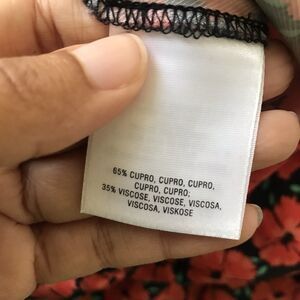 65% CUPRO, CUPRO, CUPRO,
CUPRO, CUPRO;
35% VISCOSE, VISCOSE, VISCOSA,
VISCOSA, VISKOSE